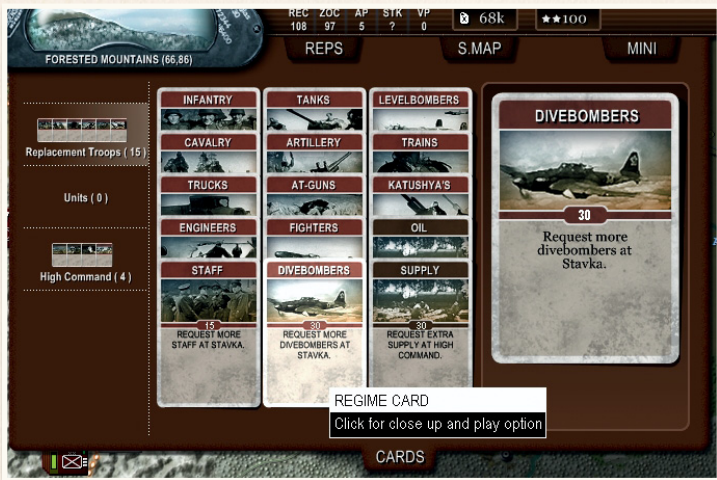 REC ZOC AP STK VP
108 97 5 ? 0
68k
★★100
FORESTED MOUNTAINS (66,86)
REPS
S.MAP
MINI
Replacement Troops ( 15 )
Units ( 0 )
High Command ( 4 )
INFANTRY
TANKS
LEVELBOMBERS
CAVALRY
ARTILLERY
TRAINS
TRUCKS
AT-GUNS
KATUSHYA'S
ENGINEERS
FIGHTERS
OIL
STAFF
15
REQUEST MORE
STAFF AT STAVKA.
DIVEBOMBERS
30
REQUEST MORE
DIVEBOMBERS AT
STAVKA.
SUPPLY
30
REQUEST EXTRA
SUPPLY AT HIGH
COMMAND.
DIVEBOMBERS
30
Request more
divebombers at
Stavka.
REGIME CARD
Click for close up and play option
CARDS